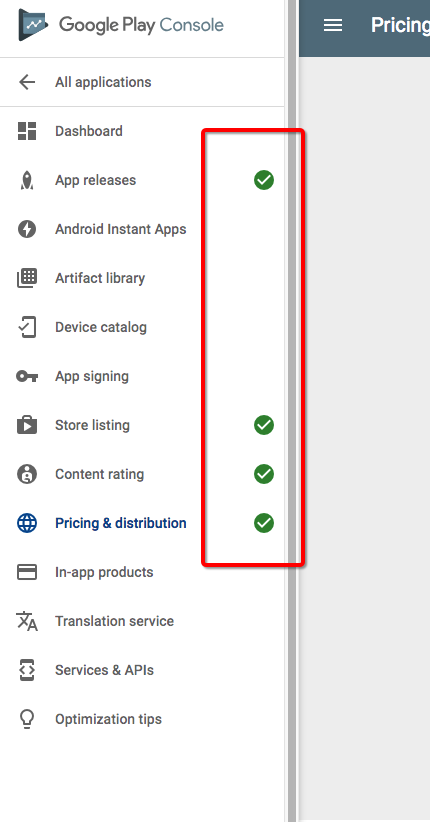 Google Play Console
Pricing
All applications
Dashboard
App releases
Android Instant Apps
Artifact library
Device catalog
App signing
Store listing
Content rating
Pricing & distribution
In-app products
Translation service
Services & APIs
Optimization tips